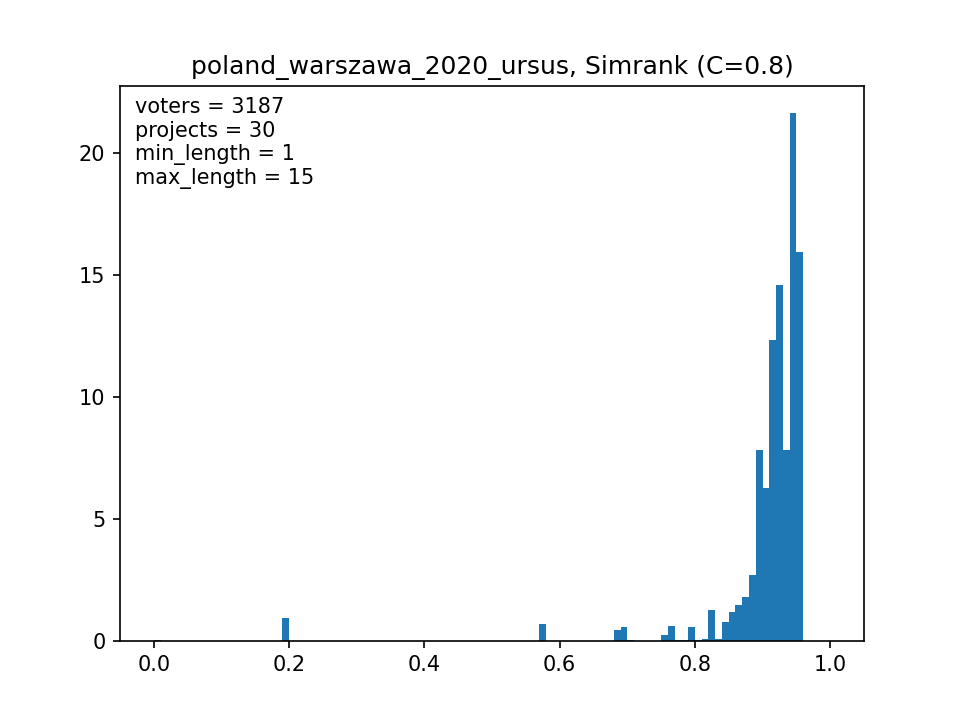 poland_warszawa_2020_ursus, Simrank (C=0.8)
voters = 3187
projects = 30
min_length = 1
max_length = 15
20
15
10
5
0
0.0 0.2 0.4 0.6 0.8 1.0